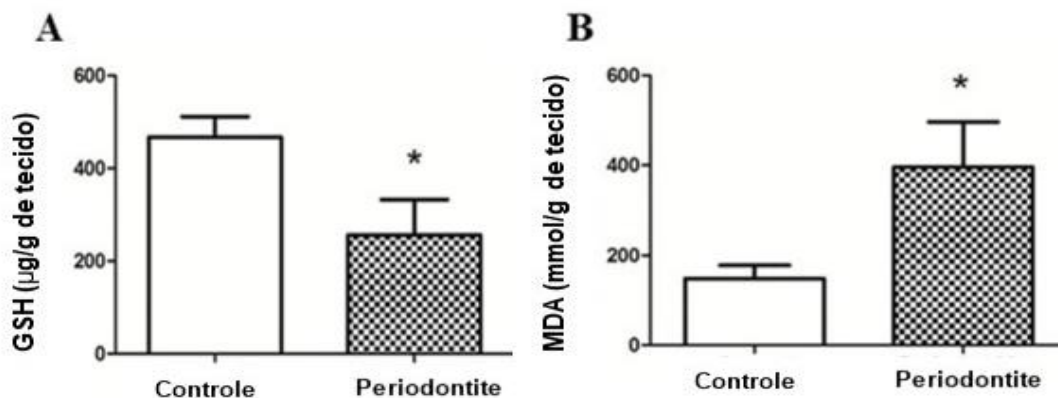 A
GSH (μg/g de tecido)
600
400
200
0
*
Controle
Periodontite
B
MDA (mmol/g de tecido)
600
400
200
0
*
Controle
Periodontite